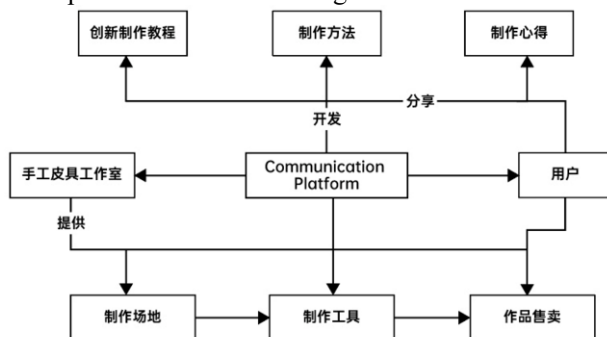 创新制作教程
制作方法
制作心得
分享
开发
手工皮具工作室
Communication
Platform
用户
提供
制作场地
制作工具
作品售卖